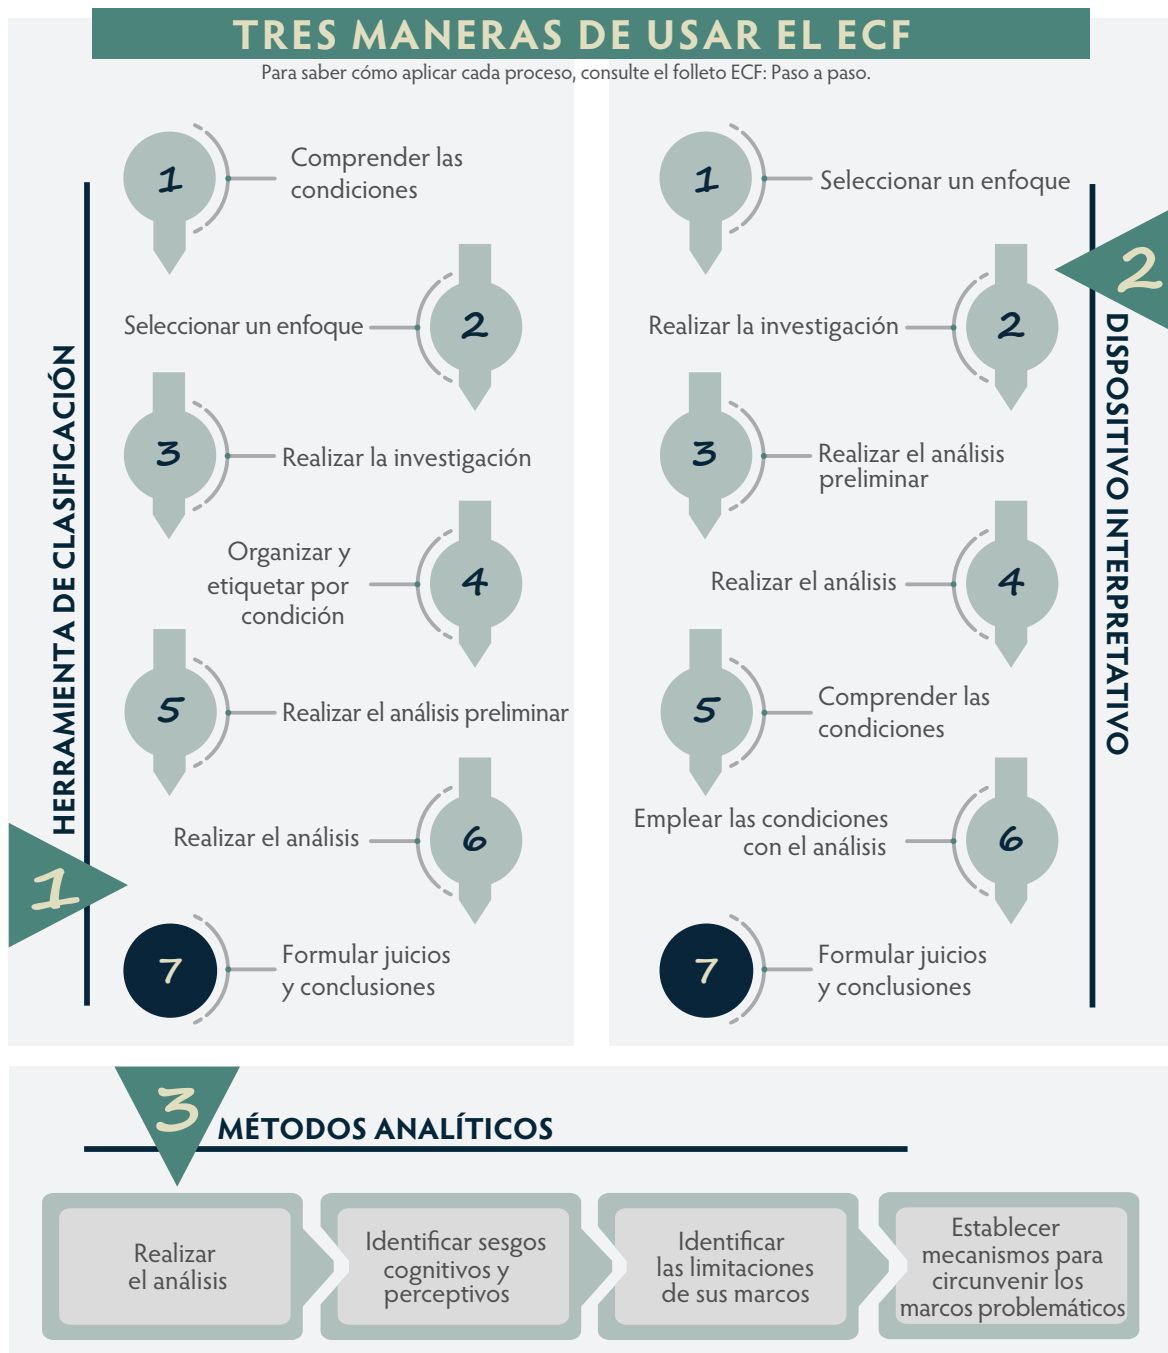 TRES MANERAS DE USAR EL ECF
Para saber cómo aplicar cada proceso, consulte el folleto ECF: Paso a paso.
1
HERRAMIENTA DE CLASIFICACIÓN
1
Comprender las
condiciones
Seleccionar un enfoque
2
3
Realizar la investigación
Organizar y
etiquetar por
condición
4
5
Realizar el análisis preliminar
Realizar el análisis
6
7
Formular juicios
y conclusiones
2
DISPOSITIVO INTERPRETATIVO
1
Seleccionar un enfoque
Realizar la investigación
2
3
Realizar el análisis
preliminar
Realizar el análisis
4
5
Comprender las
condiciones
Emplear las condiciones
con el análisis
6
7
Formular juicios
y conclusiones
3
MÉTODOS ANALÍTICOS
Realizar
el análisis
Identificar sesgos
cognitivos y
perceptivos
Identificar
las limitaciones
de sus marcos
Establecer
mecanismos para
circunvenir los
marcos problemáticos